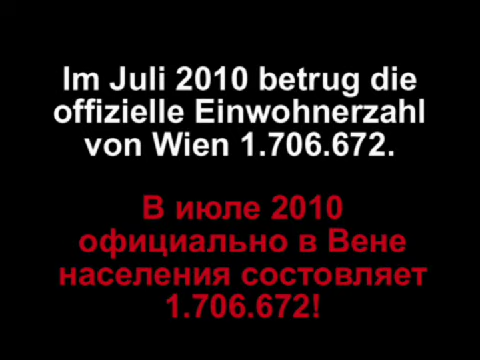 Im Juli 2010 betrug die
offizielle Einwohnerzahl
von Wien 1.706.672.
В июле 2010
официально в Вене
населения состовляет
1.706.672!